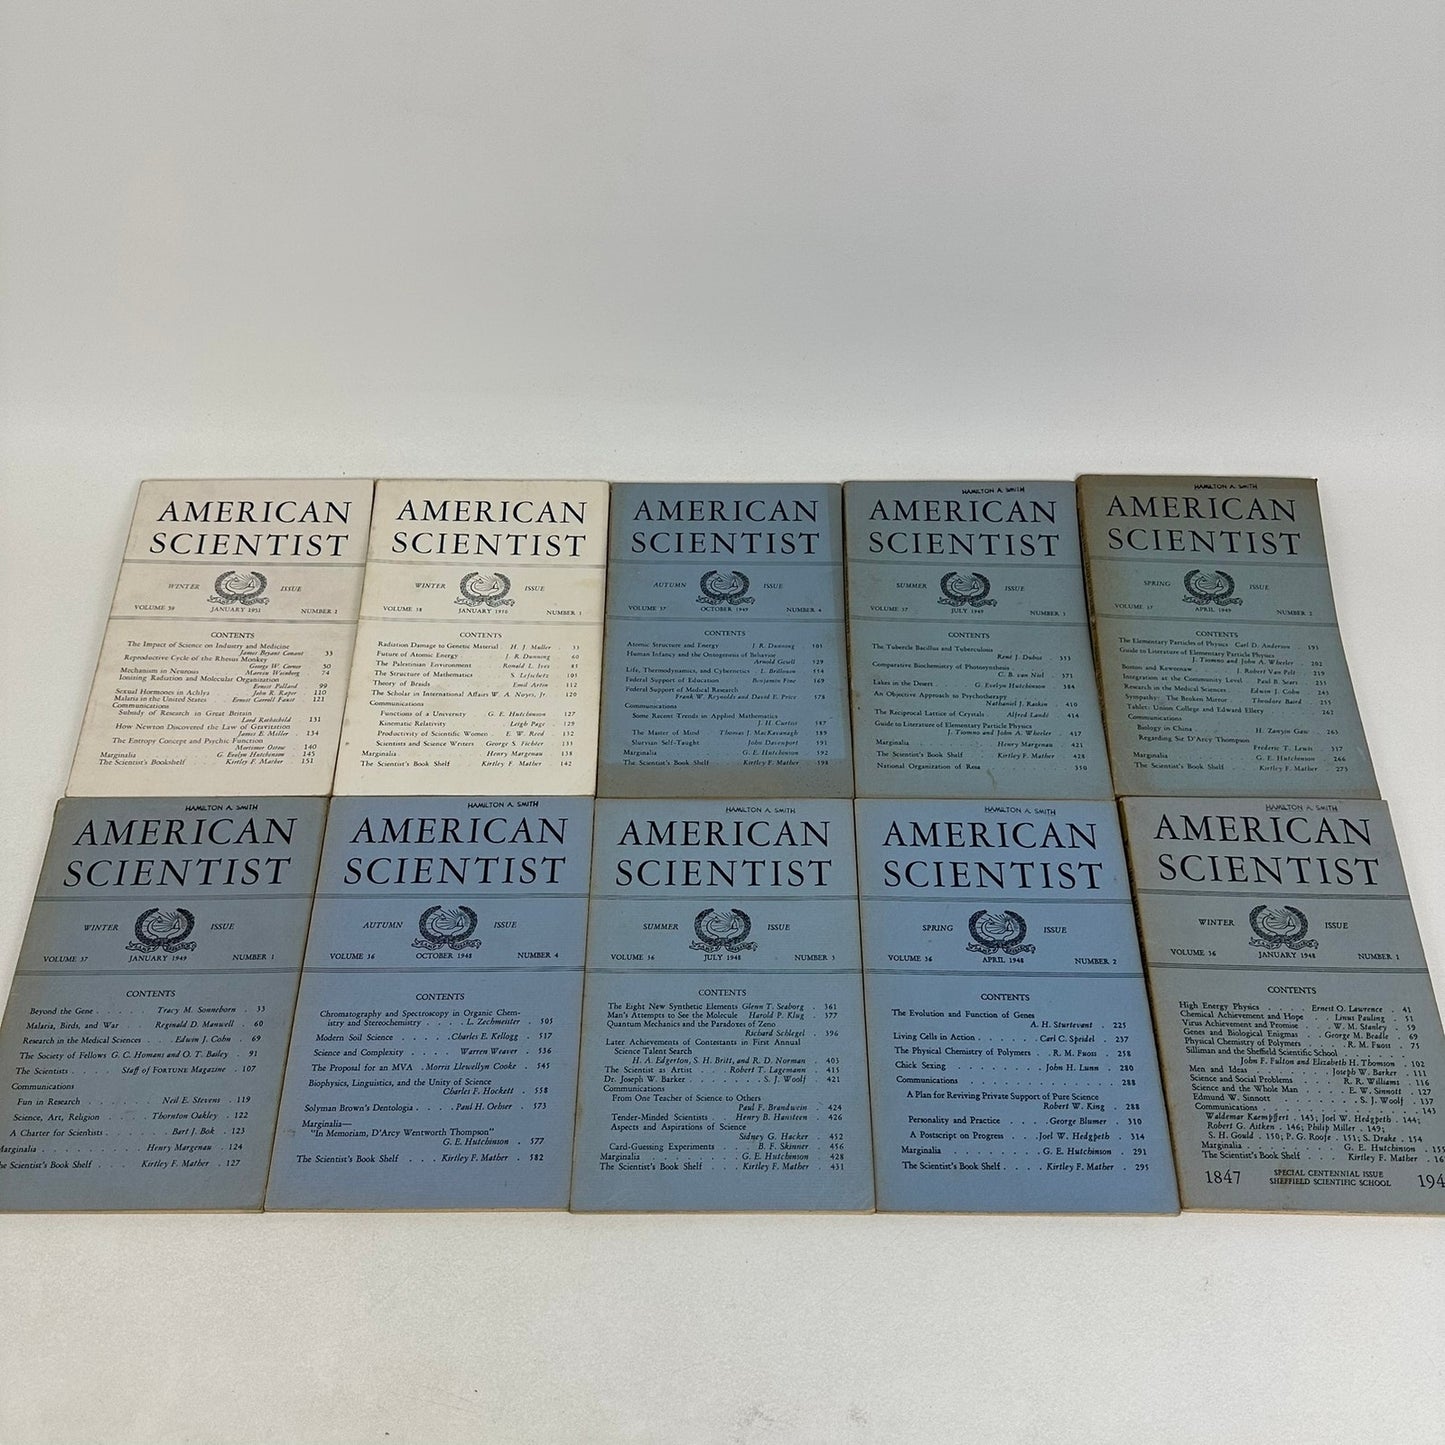 AMERICAN
SCIENTIST
WINTER ISSUE
VOLUME 39 JANUARY 1951 NUMBER 1
CONTENTS
The Impact of Science on Industry and Medicine
James Bryant Conant 33
Reproductive Cycle of the Rhesus Monkey
George W. Corner 50
Mechanism in Neurosis Marvin Weinberg 74
Ionizing Radiation and Molecular Organization
Ernest Pollard 99
Sexual Hormones in Achlya John R. Raper 110
Malaria in the United States Ernest Carroll Faust 121
Communications
Subsidy of Research in Great Britain
Lord Rothschild 131
How Newton Discovered the Law of Gravitation
James E. Miller 134
The Entropy Concept and Psychic Function
Mortimer Ostow 140
Marginalia G. Evelyn Hutchinson 145
The Scientist's Bookshelf Kirtley F. Mather 151
AMERICAN
SCIENTIST
WINTER ISSUE
VOLUME 38 JANUARY 1950 NUMBER 1
CONTENTS
Radiation Damage to Genetic Material H. J. Muller 33
Future of Atomic Energy J. R. Dunning 60
The Palestinian Environment Ronald L. Ives 85
The Structure of Mathematics S. Lefschetz 105
Theory of Braids Emil Artin 112
The Scholar in International Affairs W. A. Noyes, Jr. 120
Communications
Functions of a University G. E. Hutchinson 127
Kinematic Relativity Leigh Page 129
Productivity of Scientific Women E. W. Reed 132
Scientists and Science Writers George S. Fichter 133
Marginalia Henry Margenau 138
The Scientist's Book Shelf Kirtley F. Mather 142
AMERICAN
SCIENTIST
AUTUMN ISSUE
VOLUME 37 OCTOBER 1949 NUMBER 4
CONTENTS
Atomic Structure and Energy J. R. Dunning 505
Human Infancy and the Ontogenesis of Behavior
Arnold Gesell 529
Life, Thermodynamics, and Cybernetics L. Brillouin 554
Federal Support of Education Benjamin Fine 569
Federal Support of Medical Research
Frank W. Reynolds and David E. Price 578
Communications
Some Recent Trends in Applied Mathematics
J. H. Curtiss 587
The Master of Mind Thomas J. MacKavanagh 589
Slurvian Self-Taught John Davenport 591
Marginalia G. E. Hutchinson 592
The Scientist's Book Shelf Kirtley F. Mather 598
HAMILTON A. SMITH
AMERICAN
SCIENTIST
SUMMER ISSUE
VOLUME 37 JULY 1949 NUMBER 3
CONTENTS
The Tubercle Bacillus and Tuberculosis
René J. Dubos 353
Comparative Biochemistry of Photosynthesis
C. B. van Niel 371
Lakes in the Desert G. Evelyn Hutchinson 384
An Objective Approach to Psychotherapy
Nathaniel J. Raskin 410
The Reciprocal Lattice of Crystals Alfred Landé 414
Guide to Literature of Elementary Particle Physics
J. Tiomno and John A. Wheeler 417
Marginalia Henry Margenau 421
The Scientist's Book Shelf Kirtley F. Mather 428
National Organization of Resa 350
HAMILTON A. SMITH
AMERICAN
SCIENTIST
SPRING ISSUE
VOLUME 37 APRIL 1949 NUMBER 2
CONTENTS
The Elementary Particles of Physics Carl D. Anderson 193
Guide to Literature of Elementary Particle Physics
J. Tiomno and John A. Wheeler 202
Boston and Keweenaw J. Robert Van Pelt 219
Integration at the Community Level Paul B. Sears 235
Research in the Medical Sciences Edwin J. Cohn 243
Sympathy: The Broken Mirror Theodore Baird 255
Tablet: Union College and Edward Ellery 262
Communications
Biology in China H. Zanyin Gaw 263
Regarding Sir D'Arcy Thompson
Frederic T. Lewis 317
Marginalia G. E. Hutchinson 266
The Scientist's Book Shelf Kirtley F. Mather 273
HAMILTON A. SMITH
AMERICAN
SCIENTIST
WINTER ISSUE
VOLUME 37 JANUARY 1949 NUMBER 1
CONTENTS
Beyond the Gene Tracy M. Sonneborn 33
Malaria, Birds, and War Reginald D. Manwell 60
Research in the Medical Sciences Edwin J. Cohn 69
The Society of Fellows G. C. Homans and O. T. Bailey 91
The Scientists Staff of FORTUNE Magazine 107
Communications
Fun in Research Neil E. Stevens 119
Science, Art, Religion Thornton Oakley 122
A Charter for Scientists Bart J. Bok 123
Marginalia Henry Margenau 124
The Scientist's Book Shelf Kirtley F. Mather 127
HAMILTON A. SMITH
AMERICAN
SCIENTIST
AUTUMN ISSUE
VOLUME 36 OCTOBER 1948 NUMBER 4
CONTENTS
Chromatography and Spectroscopy in Organic Chem-
istry and Stereochemistry L. Zechmeister 505
Modern Soil Science Charles E. Kellogg 517
Science and Complexity Warren Weaver 536
The Proposal for an MVA Morris Llewellyn Cooke 545
Biophysics, Linguistics, and the Unity of Science
Charles F. Hockett 558
Solyman Brown's Dentologia Paul H. Oehser 573
Marginalia—
"In Memoriam, D'Arcy Wentworth Thompson"
G. E. Hutchinson 577
The Scientist's Book Shelf Kirtley F. Mather 582
HAMILTON A. SMITH
AMERICAN
SCIENTIST
SUMMER ISSUE
VOLUME 36 JULY 1948 NUMBER 3
CONTENTS
The Eight New Synthetic Elements Glenn T. Seaborg 361
Man's Attempts to See the Molecule Harold P. Klug 377
Quantum Mechanics and the Paradoxes of Zeno
Richard Schlegel 396
Later Achievements of Contestants in First Annual
Science Talent Search
H. A. Edgerton, S. H. Britt, and R. D. Norman 403
The Scientist as Artist Robert T. Lagemann 415
Dr. Joseph W. Barker S. J. Woolf 421
Communications
From One Teacher of Science to Others
Paul F. Brandwein 424
Tender-Minded Scientists Henry B. Hansteen 426
Aspects and Aspirations of Science
Sidney G. Hacker 452
Card-Guessing Experiments B. F. Skinner 456
Marginalia G. E. Hutchinson 428
The Scientist's Book Shelf Kirtley F. Mather 431
HAMILTON A. SMITH
AMERICAN
SCIENTIST
SPRING ISSUE
VOLUME 36 APRIL 1948 NUMBER 2
CONTENTS
The Evolution and Function of Genes
A. H. Sturtevant 225
Living Cells in Action Carl C. Speidel 237
The Physical Chemistry of Polymers R. M. Fuoss 258
Chick Sexing John H. Lunn 280
Communications 288
A Plan for Reviving Private Support of Pure Science
Robert W. King 288
Personality and Practice George Blumer 310
A Postscript on Progress Joel W. Hedgpeth 314
Marginalia G. E. Hutchinson 291
The Scientist's Book Shelf Kirtley F. Mather 295
HAMILTON A. SMITH
AMERICAN
SCIENTIST
WINTER ISSUE
VOLUME 36 JANUARY 1948 NUMBER 1
CONTENTS
High Energy Physics Ernest O. Lawrence 41
Chemical Achievement and Hope Linus Pauling 51
Virus Achievement and Promise W. M. Stanley 59
Genes and Biological Enigmas George M. Beadle 69
Physical Chemistry of Polymers R. M. Fuoss 75
Silliman and the Sheffield Scientific School
John F. Fulton and Elizabeth H. Thomson 102
Men and Ideas Joseph W. Barker 111
Science and Social Problems R. R. Williams 116
Science and the Whole Man E. W. Sinnott 127
Edmund W. Sinnott S. J. Woolf 137
Communications 143
Waldemar Kaempffert 143; Joel W. Hedgpeth 144;
Robert G. Aitken 146; Philip Miller 149;
S. H. Gould 150; P. G. Roofe 151; S. Drake 154
Marginalia G. E. Hutchinson 155
The Scientist's Book Shelf Kirtley F. Mather 16
1847 SPECIAL CENTENNIAL ISSUE 194
SHEFFIELD SCIENTIFIC SCHOOL